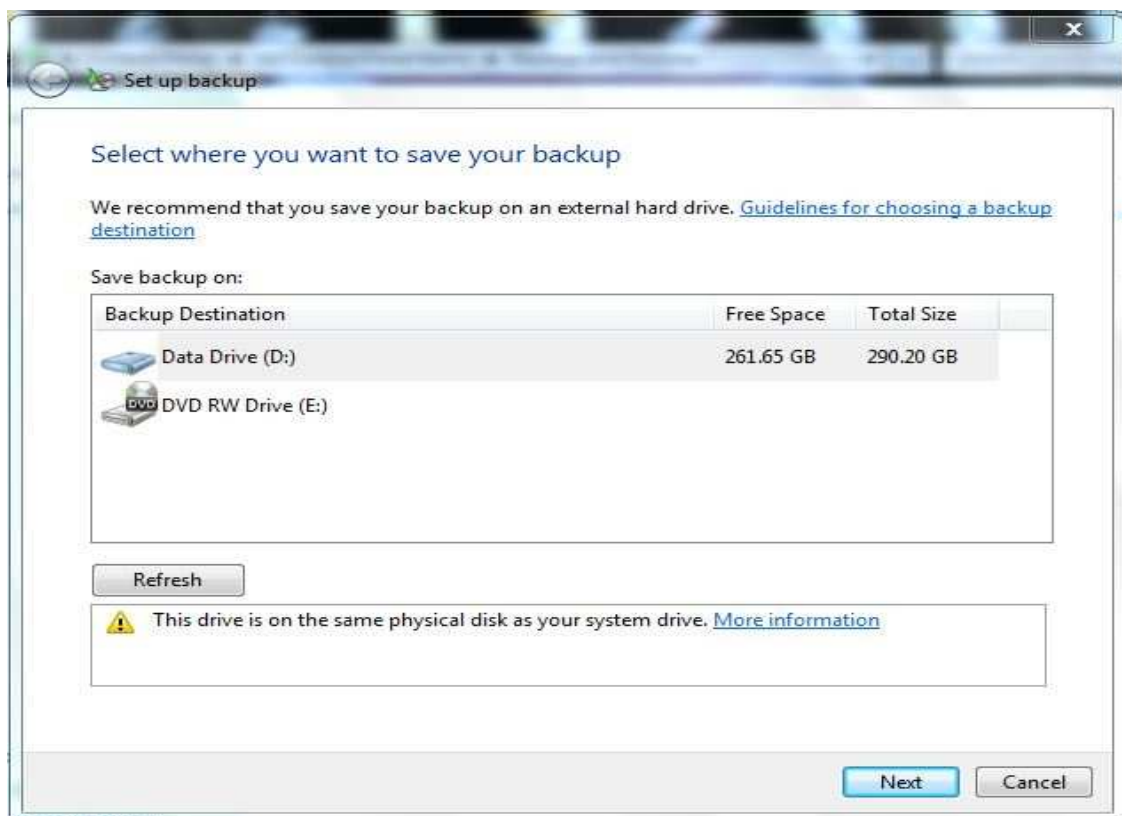 x
Set up backup
Select where you want to save your backup
We recommend that you save your backup on an external hard drive. Guidelines for choosing a backup
destination
Save backup on:
Backup Destination Free Space Total Size
Data Drive (D:) 261.65 GB 290.20 GB
DVD
DVD RW Drive (E:)
Refresh
This drive is on the same physical disk as your system drive. More information
Next Cancel